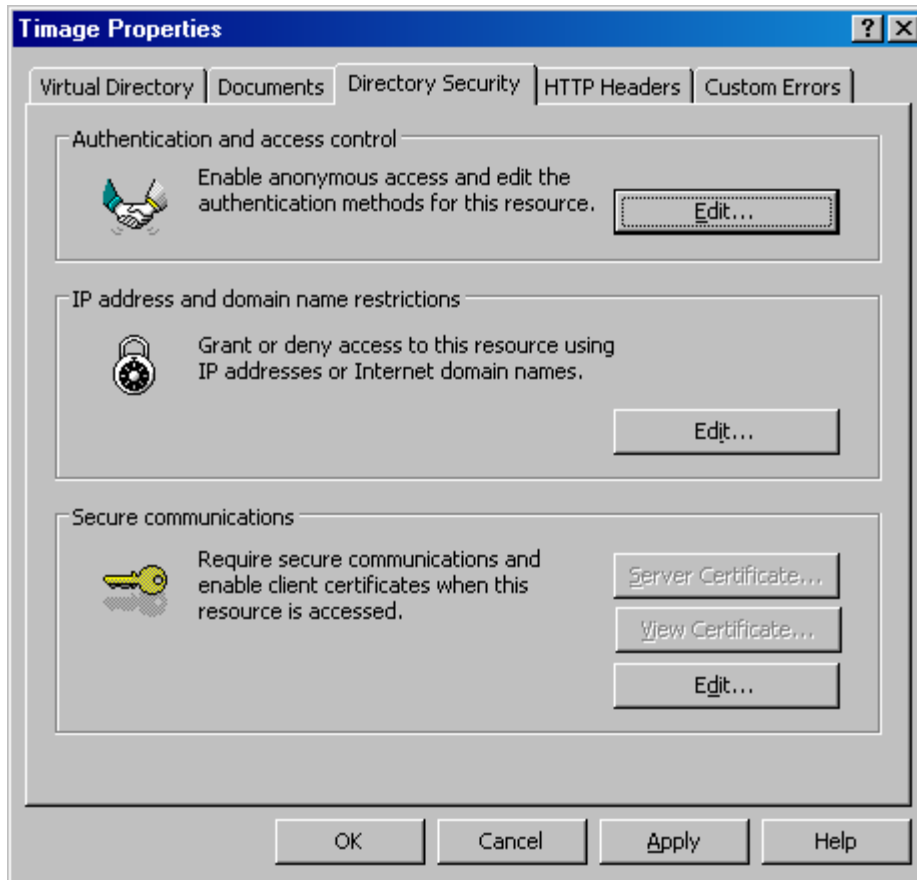 Timage Properties
Virtual Directory
Documents
Directory Security
HTTP Headers
Custom Errors
Authentication and access control
Enable anonymous access and edit the
authentication methods for this resource.
Edit...
IP address and domain name restrictions
Grant or deny access to this resource using
IP addresses or Internet domain names.
Edit...
Secure communications
Require secure communications and
enable client certificates when this
resource is accessed.
Server Certificate...
View Certificate...
Edit...
OK
Cancel
Apply
Help